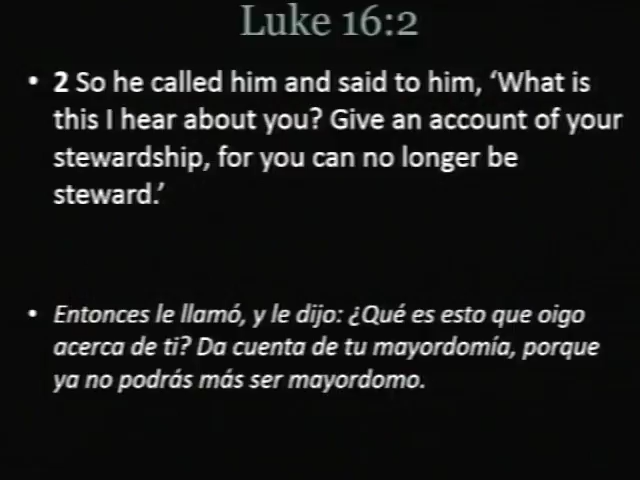 Luke 16:2
• 2 So he called him and said to him, ‘What is
this I hear about you? Give an account of your
stewardship, for you can no longer be
steward.’
• Entonces le llamó, y le dijo: ¿Qué es esto que oigo
acerca de ti? Da cuenta de tu mayordomía, porque
ya no podrás más ser mayordomo.